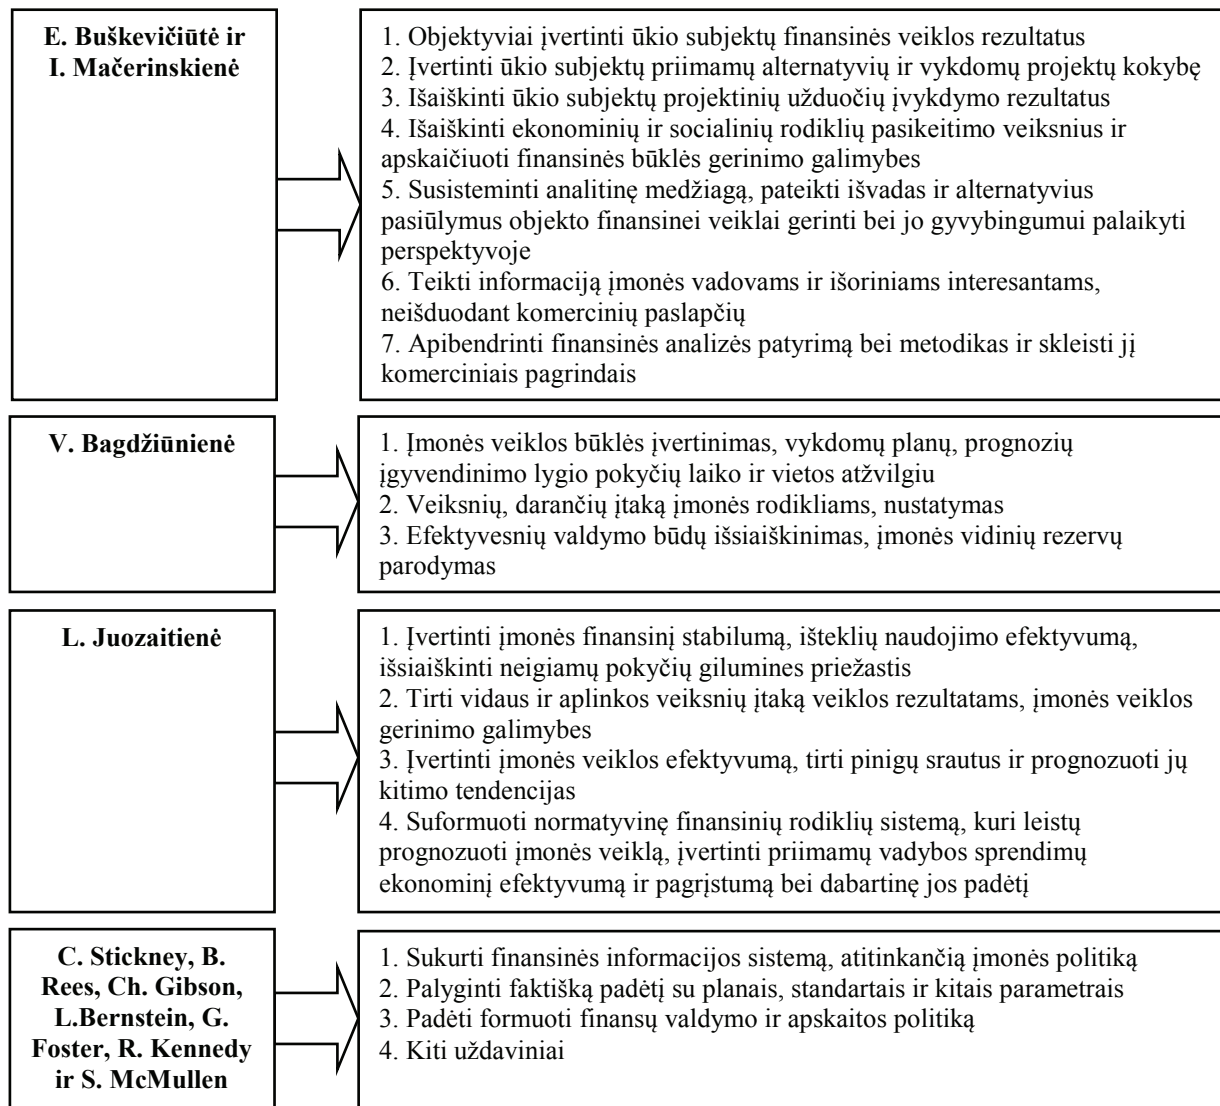 E. Buškevičiūtė ir
I. Mačerinskienė
1. Objektyviai įvertinti ūkio subjektų finansinės veiklos rezultatus
2. Įvertinti ūkio subjektų priimamų alternatyvių ir vykdomų projektų kokybę
3. Išaiškinti ūkio subjektų projektinių užduočių įvykdymo rezultatus
4. Išaiškinti ekonominių ir socialinių rodiklių pasikeitimo veiksnius ir
apskaičiuoti finansinės būklės gerinimo galimybes
5. Susisteminti analitinę medžiagą, pateikti išvadas ir alternatyvius
pasiūlymus objekto finansinei veiklai gerinti bei jo gyvybingumui palaikyti
perspektyvoje
6. Teikti informaciją įmonės vadovams ir išoriniams interesantams,
neišduodant komercinių paslapčių
7. Apibendrinti finansinės analizės patyrimą bei metodikas ir skleisti jį
komerciniais pagrindais
V. Bagdžiūnienė
1. Įmonės veiklos būklės įvertinimas, vykdomų planų, prognozių
įgyvendinimo lygio pokyčių laiko ir vietos atžvilgiu
2. Veiksnių, darančių įtaką įmonės rodikliams, nustatymas
3. Efektyvesnių valdymo būdų išsiaiškinimas, įmonės vidinių rezervų
parodymas
L. Juozaitienė
1. Įvertinti įmonės finansinį stabilumą, išteklių naudojimo efektyvumą,
išsiaiškinti neigiamų pokyčių gilumines priežastis
2. Tirti vidaus ir aplinkos veiksnių įtaką veiklos rezultatams, įmonės veiklos
gerinimo galimybes
3. Įvertinti įmonės veiklos efektyvumą, tirti pinigų srautus ir prognozuoti jų
kitimo tendencijas
4. Suformuoti normatyvinę finansinių rodiklių sistemą, kuri leistų
prognozuoti įmonės veiklą, įvertinti priimamų vadybos sprendimų
ekonominį efektyvumą ir pagrįstumą bei dabartinę jos padėtį
C. Stickney, B.
Rees, Ch. Gibson,
L.Bernstein, G.
Foster, R. Kennedy
ir S. McMullen
1. Sukurti finansinės informacijos sistemą, atitinkančią įmonės politiką
2. Palyginti faktišką padėtį su planais, standartais ir kitais parametrais
3. Padėti formuoti finansų valdymo ir apskaitos politiką
4. Kiti uždaviniai